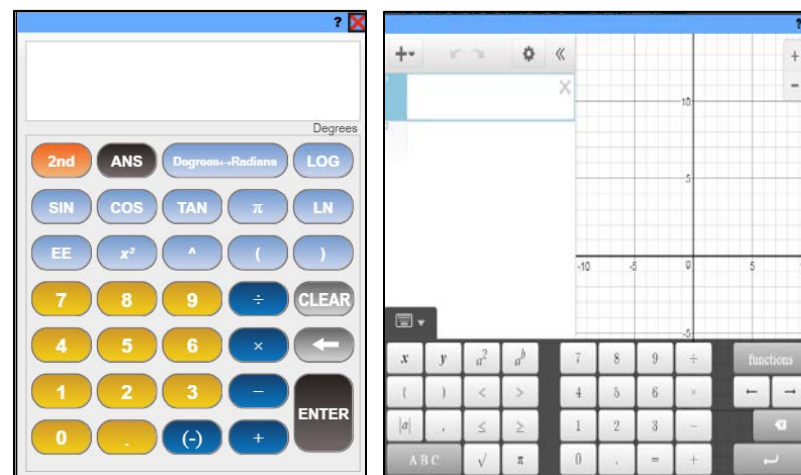 ?
Degrees
2nd ANS Degrees↔Radians LOG
SIN COS TAN π LN
EE x² ^ ( )
7 8 9 ÷ CLEAR
4 5 6 × ←
1 2 3 −
ENTER
0 . (-) +
?
+ «
+
−
10
5
-10 -5 0 5
-5
x y a² aᵇ 7 8 9 ÷ functions
( ) < > 4 5 6 × ← →
|a| , ≤ ≥ 1 2 3 −
A B C √ π 0 . = +